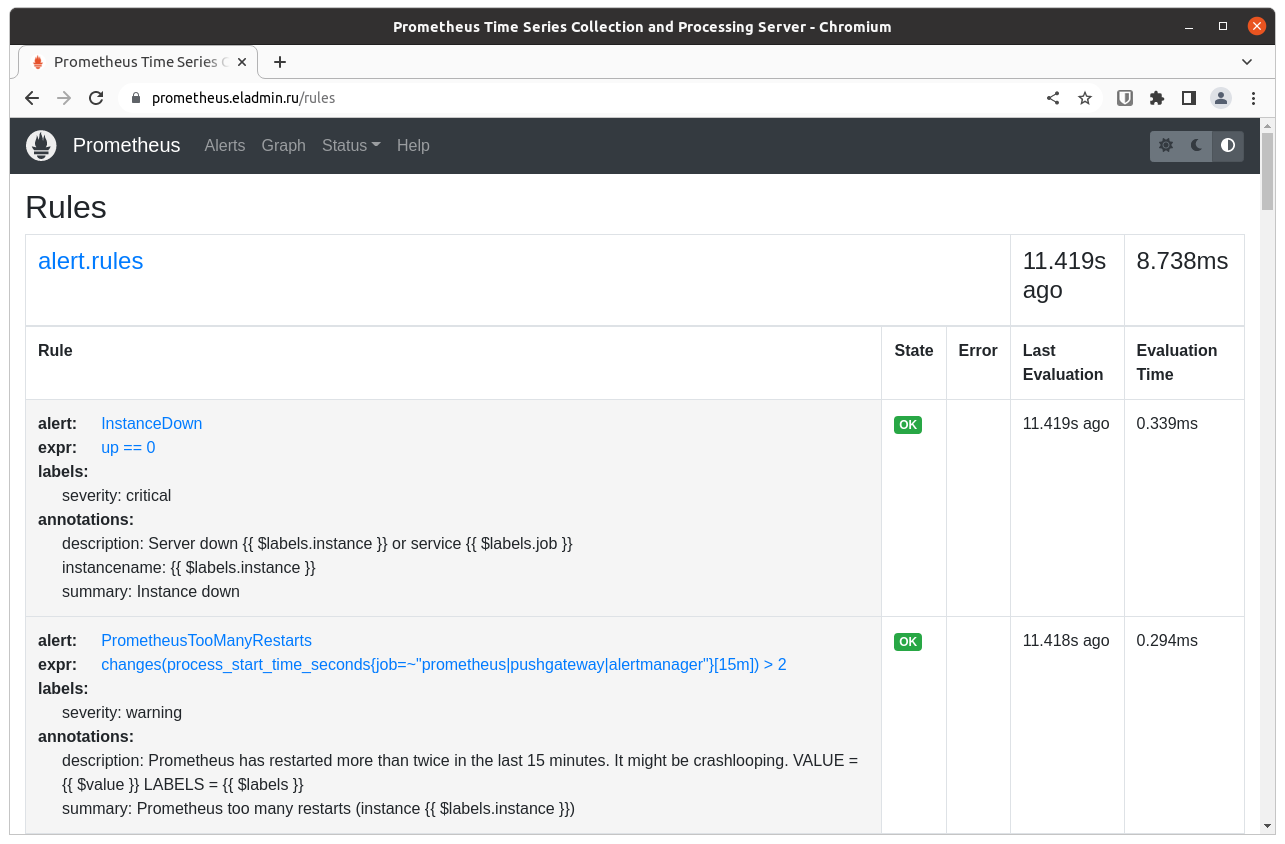 Prometheus Time Series Collection and Processing Server - Chromium
Prometheus Time Series C
prometheus.eladmin.ru/rules
Prometheus Alerts Graph Status Help
Rules
alert.rules 11.419s ago 8.738ms
Rule State Error Last Evaluation Evaluation Time
alert: InstanceDown OK 11.419s ago 0.339ms
expr: up == 0
labels:
severity: critical
annotations:
description: Server down {{ $labels.instance }} or service {{ $labels.job }}
instancename: {{ $labels.instance }}
summary: Instance down
alert: PrometheusTooManyRestarts OK 11.418s ago 0.294ms
expr: changes(process_start_time_seconds{job=~"prometheus|pushgateway|alertmanager"}[15m]) > 2
labels:
severity: warning
annotations:
description: Prometheus has restarted more than twice in the last 15 minutes. It might be crashlooping. VALUE =
{{ $value }} LABELS = {{ $labels }}
summary: Prometheus too many restarts (instance {{ $labels.instance }})